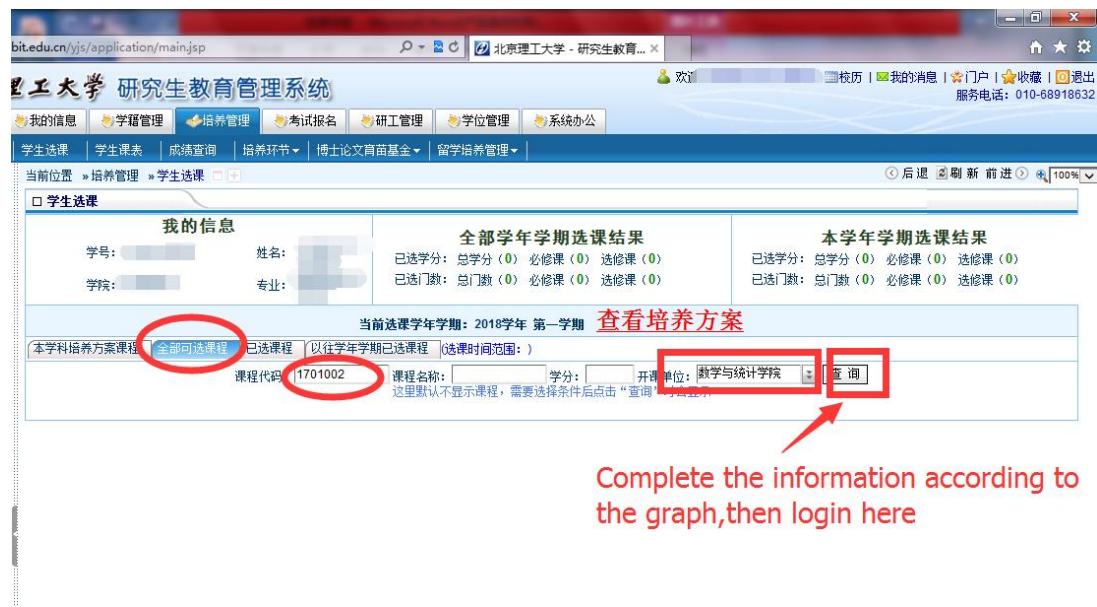 bit.edu.cn/yjs/application/main.jsp
北京理工大学 - 研究生教育... ×
理工大学 研究生教育管理系统
校历 | 我的消息 | 门户 | 收藏 | 退出
服务电话: 010-68918632
我的信息 学籍管理 培养管理 考试报名 研工管理 学位管理 系统办公
学生选课 学生课表 成绩查询 培养环节 博士论文育苗基金 留学培养管理
当前位置 »培养管理 »学生选课
后退 刷新 前进 100%
学生选课
我的信息
学号: 姓名:
学院: 专业:
全部学年学期选课结果
已选学分: 总学分 (0) 必修课 (0) 选修课 (0)
已选门数: 总门数 (0) 必修课 (0) 选修课 (0)
本学年学期选课结果
已选学分: 总学分 (0) 必修课 (0) 选修课 (0)
已选门数: 总门数 (0) 必修课 (0) 选修课 (0)
当前选课学年学期: 2018学年 第一学期 查看培养方案
本学科培养方案课程 全部可选课程 已选课程 以往学年学期已选课程 (选课时间范围: )
课程代码: 1701002 课程名称: 学分: 开课单位: 数学与统计学院 查 询
这里默认不显示课程，需要选择条件后点击“查询”
Complete the information according to
the graph,then login here